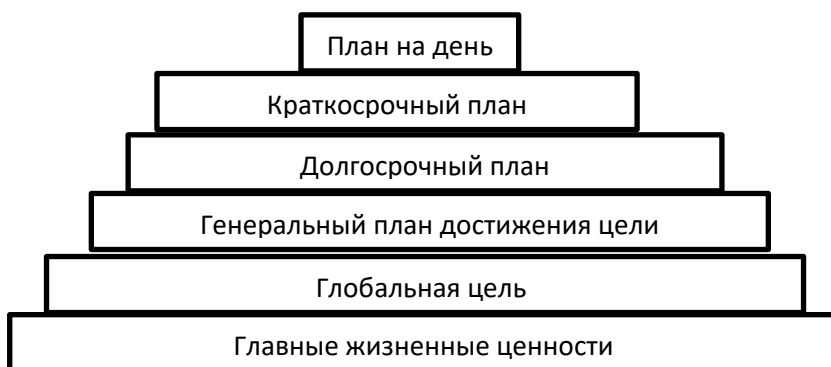 План на день
Краткосрочный план
Долгосрочный план
Генеральный план достижения цели
Глобальная цель
Главные жизненные ценности